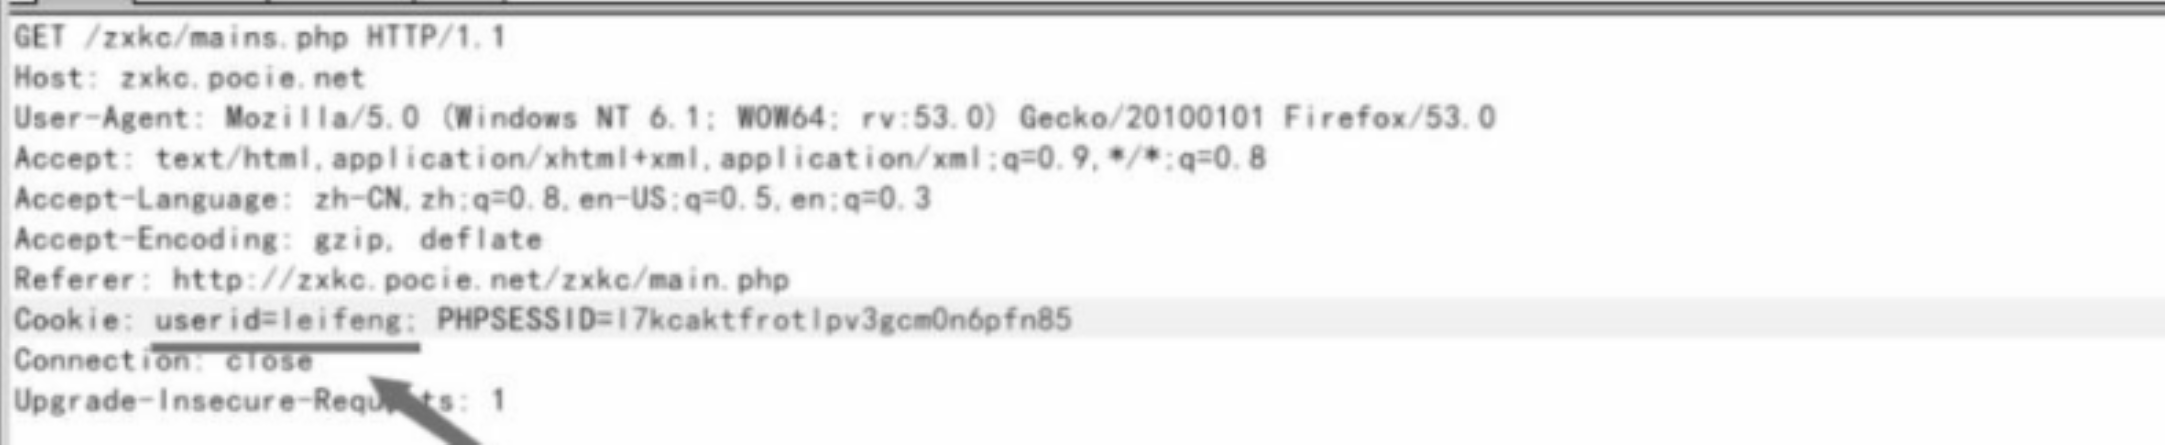 GET /zxkc/mains.php HTTP/1.1
Host: zxkc.pocie.net
User-Agent: Mozilla/5.0 (Windows NT 6.1; WOW64; rv:53.0) Gecko/20100101 Firefox/53.0
Accept: text/html,application/xhtml+xml,application/xml;q=0.9,*/*;q=0.8
Accept-Language: zh-CN,zh;q=0.8,en-US;q=0.5,en;q=0.3
Accept-Encoding: gzip, deflate
Referer: http://zxkc.pocie.net/zxkc/main.php
Cookie: userid=leifeng; PHPSESSID=l7kcaktfrotlpv3gcm0n6pfn85
Connection: close
Upgrade-Insecure-Requests: 1